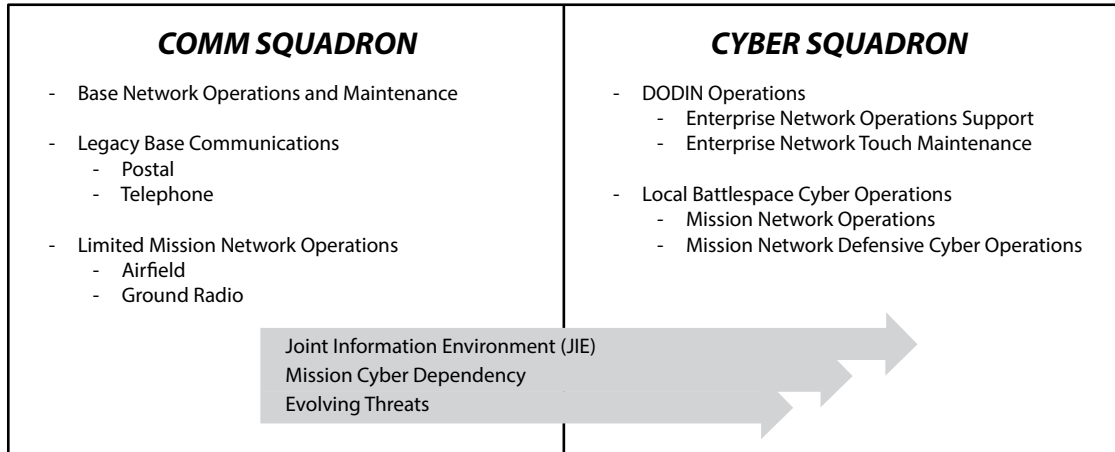 COMM SQUADRON
- Base Network Operations and Maintenance
- Legacy Base Communications
- Postal
- Telephone
- Limited Mission Network Operations
- Airfield
- Ground Radio
CYBER SQUADRON
- DODIN Operations
- Enterprise Network Operations Support
- Enterprise Network Touch Maintenance
- Local Battlespace Cyber Operations
- Mission Network Operations
- Mission Network Defensive Cyber Operations
Joint Information Environment (JIE)
Mission Cyber Dependency
Evolving Threats